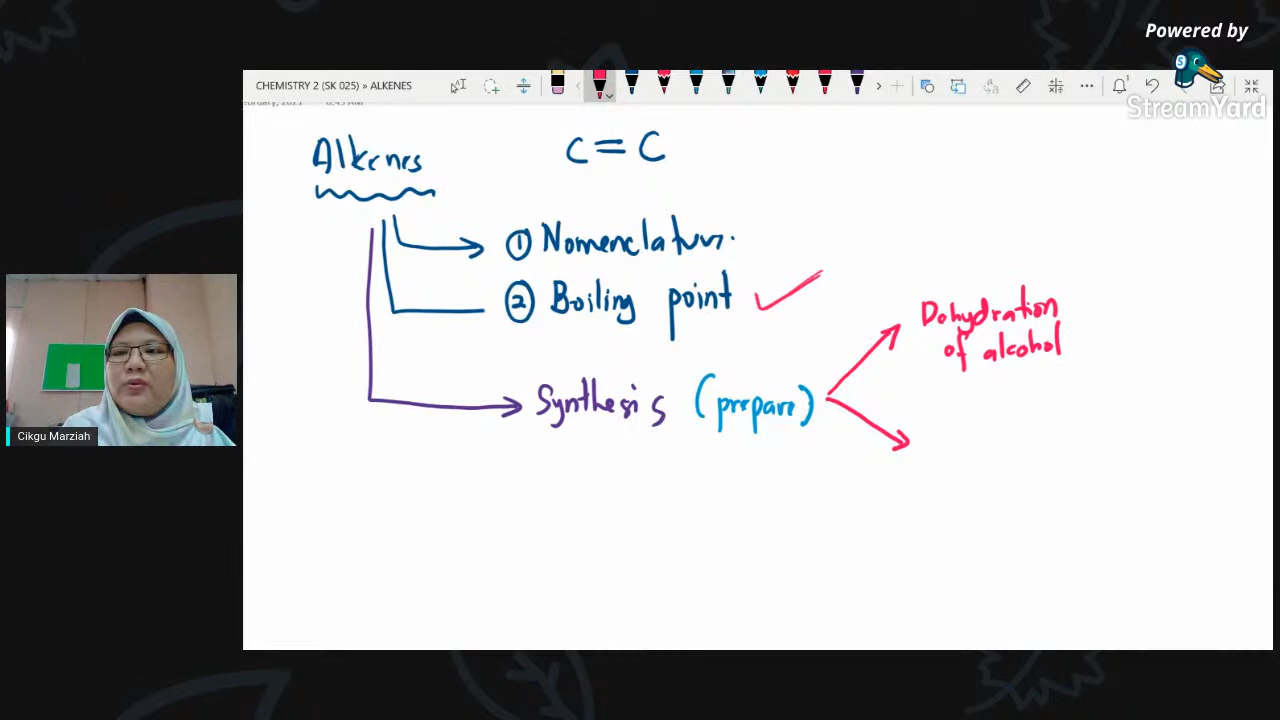 Powered by
StreamYard
CHEMISTRY 2 (SK 025) » ALKENES
Alkenes
C = C
① Nomenclature.
② Boiling point ✓
Dehydration
of alcohol
Synthesis (prepare)
Cikgu Marziah